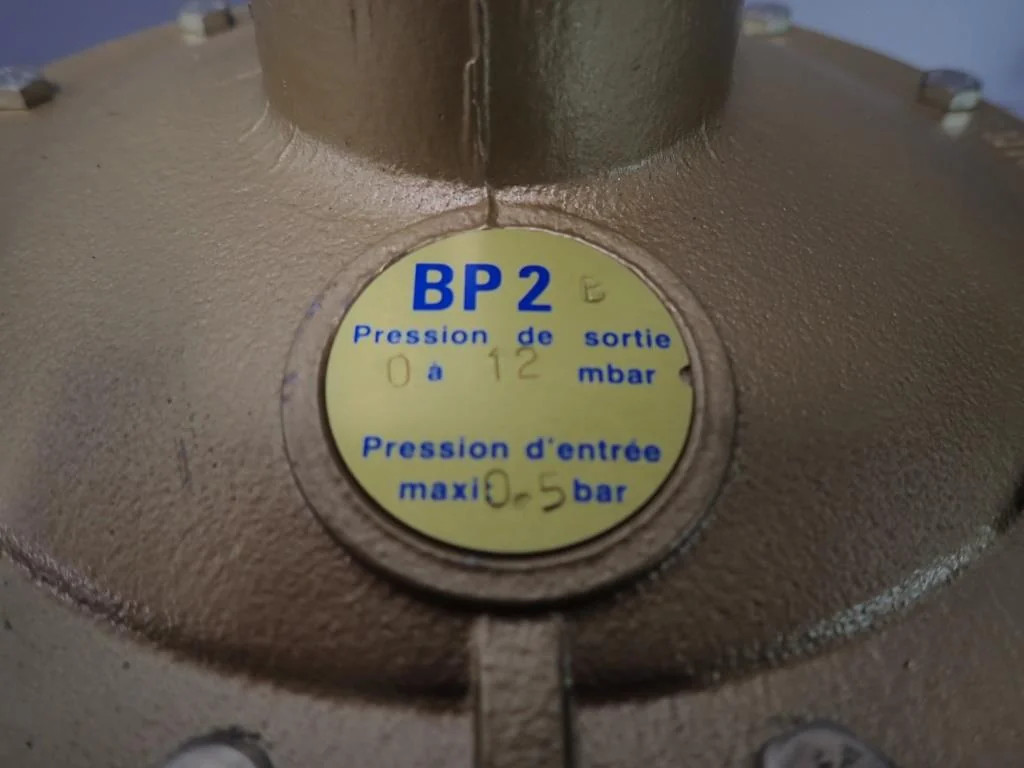 BP2 B
Pression de sortie
0 à 12 mbar
Pression d'entrée
maxi 0.5 bar